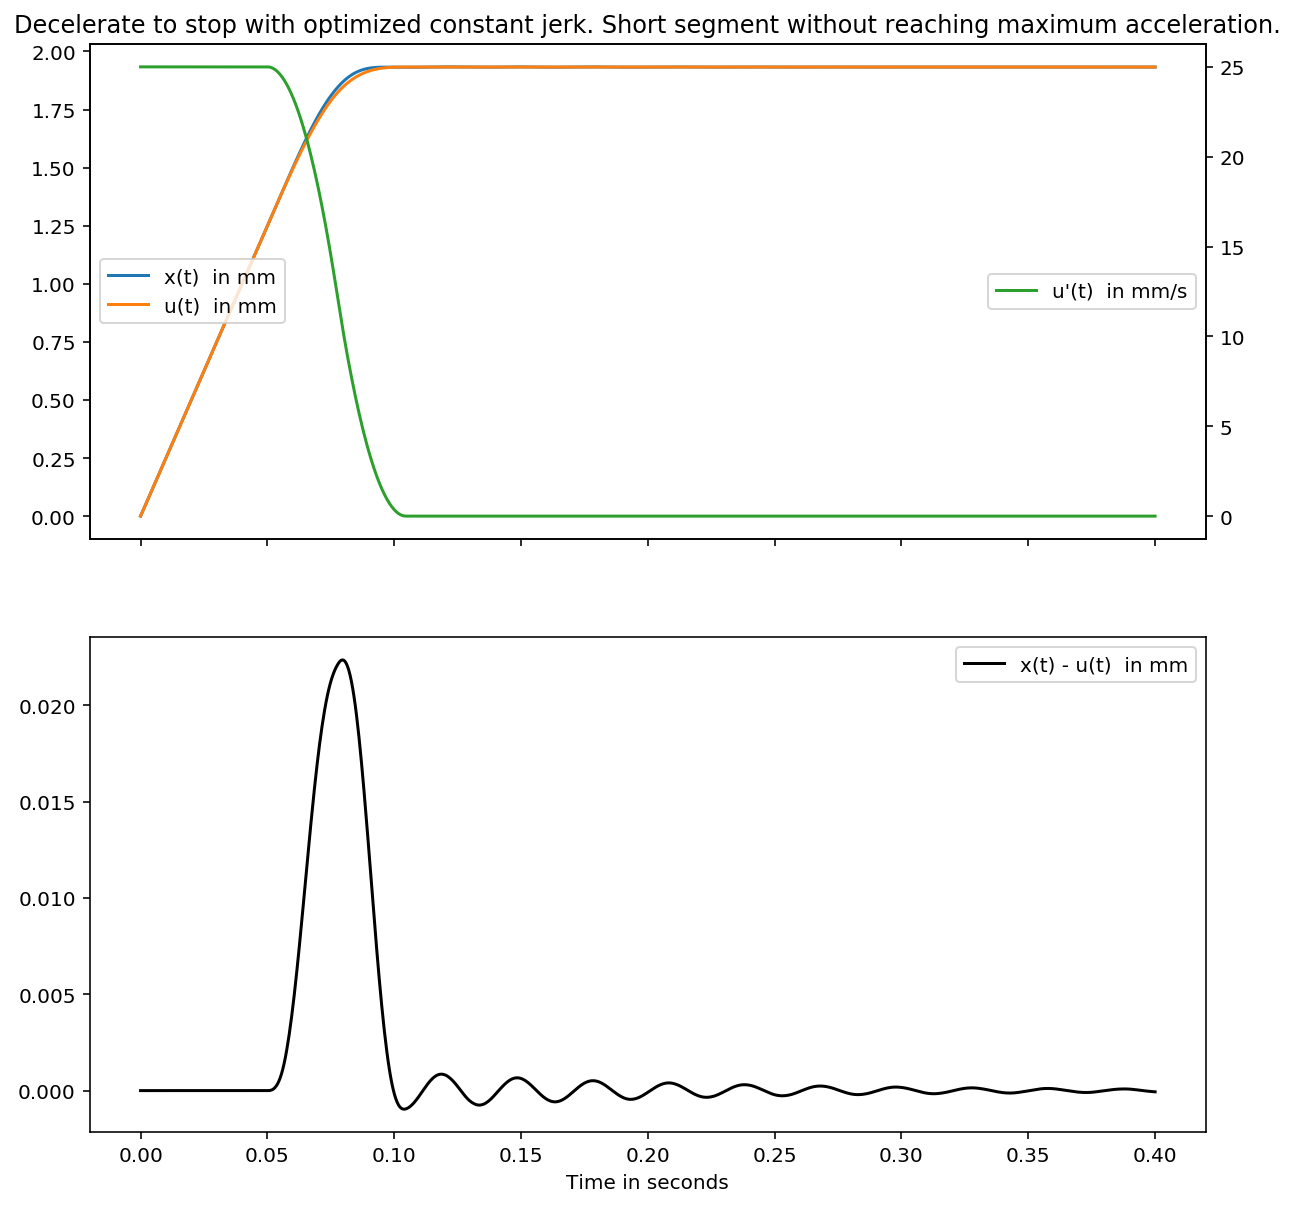 Decelerate to stop with optimized constant jerk. Short segment without reaching maximum acceleration.
2.00
1.75
1.50
1.25
1.00
0.75
0.50
0.25
0.00
x(t)  in mm
u(t)  in mm
u'(t)  in mm/s
25
20
15
10
5
0
x(t) - u(t)  in mm
0.020
0.015
0.010
0.005
0.000
0.00 0.05 0.10 0.15 0.20 0.25 0.30 0.35 0.40
Time in seconds